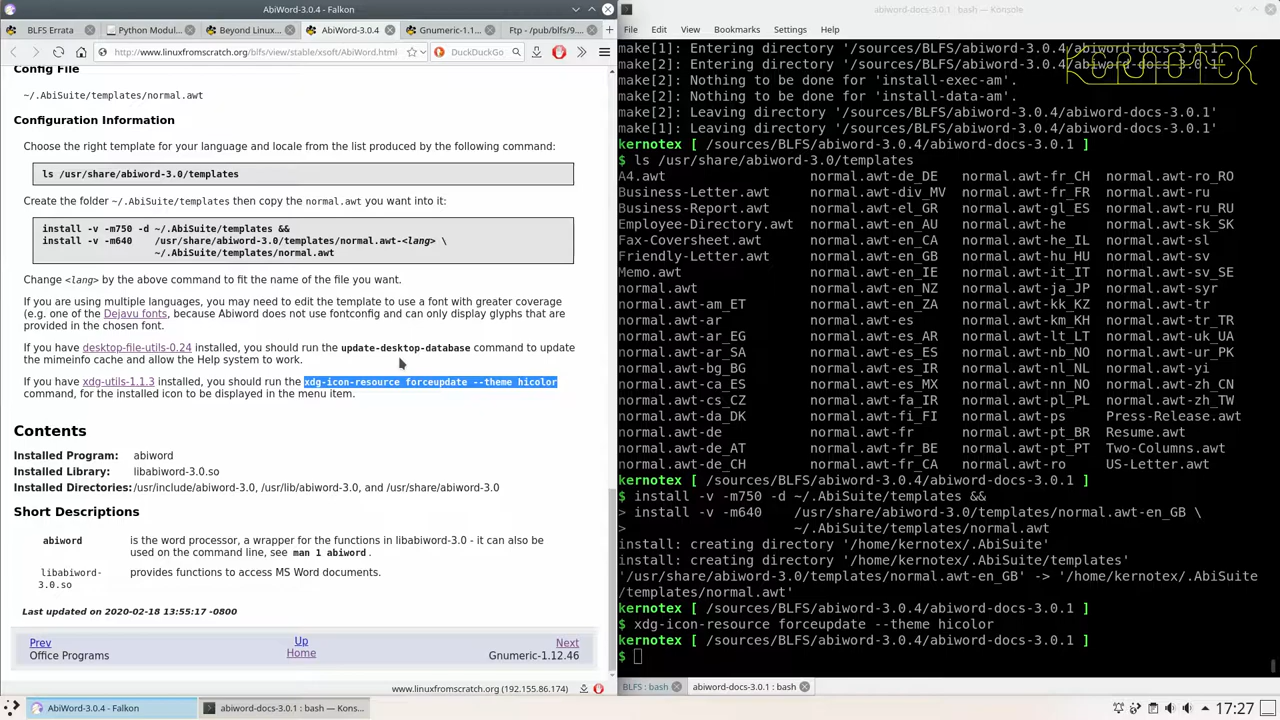 AbiWord-3.0.4 - Falkon
BLFS Errata
Python Modul...
Beyond Linux...
AbiWord-3.0.4
Gnumeric-1.1...
Ftp - /pub/blfs/9....
http://www.linuxfromscratch.org/blfs/view/stable/xsoft/AbiWord.html
DuckDuckGo
Config File
~/.AbiSuite/templates/normal.awt
Configuration Information
Choose the right template for your language and locale from the list produced by the following command:
ls /usr/share/abiword-3.0/templates
Create the folder ~/.AbiSuite/templates then copy the normal.awt you want into it:
install -v -m750 -d ~/.AbiSuite/templates &&
install -v -m640    /usr/share/abiword-3.0/templates/normal.awt-<lang> \
~/.AbiSuite/templates/normal.awt
Change <lang> by the above command to fit the name of the file you want.
If you are using multiple languages, you may need to edit the template to use a font with greater coverage
(e.g. one of the Dejavu fonts, because Abiword does not use fontconfig and can only display glyphs that are
provided in the chosen font.
If you have desktop-file-utils-0.24 installed, you should run the update-desktop-database command to update
the mimeinfo cache and allow the Help system to work.
If you have xdg-utils-1.1.3 installed, you should run the xdg-icon-resource forceupdate --theme hicolor
command, for the installed icon to be displayed in the menu item.
Contents
Installed Program: abiword
Installed Library: libabiword-3.0.so
Installed Directories: /usr/include/abiword-3.0, /usr/lib/abiword-3.0, and /usr/share/abiword-3.0
Short Descriptions
abiword is the word processor, a wrapper for the functions in libabiword-3.0 - it can also be
used on the command line, see man 1 abiword.
libabiword- provides functions to access MS Word documents.
3.0.so
Last updated on 2020-02-18 13:55:17 -0800
Prev Up Next
Office Programs Home Gnumeric-1.12.46
www.linuxfromscratch.org (192.155.86.174)
abiword-docs-3.0.1 : bash — Konsole
File Edit View Bookmarks Settings Help
make[1]: Entering directory '/sources/BLFS/abiword-3.0.4/abiword-docs-3.0.1'
make[2]: Entering directory '/sources/BLFS/abiword-3.0.4/abiword-docs-3.0.1'
make[2]: Nothing to be done for 'install-exec-am'.
make[2]: Nothing to be done for 'install-data-am'.
make[2]: Leaving directory '/sources/BLFS/abiword-3.0.4/abiword-docs-3.0.1'
make[1]: Leaving directory '/sources/BLFS/abiword-3.0.4/abiword-docs-3.0.1'
kernotex [ /sources/BLFS/abiword-3.0.4/abiword-docs-3.0.1 ]
$ ls /usr/share/abiword-3.0/templates
A4.awt normal.awt-de_DE normal.awt-fr_CH normal.awt-ro_RO
Business-Letter.awt normal.awt-div_MV normal.awt-fr_FR normal.awt-ru
Business-Report.awt normal.awt-el_GR normal.awt-gl_ES normal.awt-ru_RU
Employee-Directory.awt normal.awt-en_AU normal.awt-he normal.awt-sk_SK
Fax-Coversheet.awt normal.awt-en_CA normal.awt-he_IL normal.awt-sl
Friendly-Letter.awt normal.awt-en_GB normal.awt-hu_HU normal.awt-sv
Memo.awt normal.awt-en_IE normal.awt-it_IT normal.awt-sv_SE
normal.awt normal.awt-en_NZ normal.awt-ja_JP normal.awt-syr
normal.awt-am_ET normal.awt-en_ZA normal.awt-kk_KZ normal.awt-tr
normal.awt-ar normal.awt-es normal.awt-km_KH normal.awt-tr_TR
normal.awt-ar_EG normal.awt-es_AR normal.awt-lt_LT normal.awt-uk
normal.awt-ar_SA normal.awt-es_CL normal.awt-mk_MK normal.awt-ur_PK
normal.awt-bg_BG normal.awt-es_ES normal.awt-nl_NL normal.awt-yi
normal.awt-ca_ES normal.awt-es_MX normal.awt-nn_NO normal.awt-zh_HK
normal.awt-cs_CZ normal.awt-fa_IR normal.awt-pl_PL normal.awt-zh_TW
normal.awt-da_DK normal.awt-fi_FI normal.awt-ps Press-Release.awt
normal.awt-de normal.awt-fr normal.awt-pt_BR Resume.awt
normal.awt-de_AT normal.awt-fr_BE normal.awt-pt_PT Two-Columns.awt
normal.awt-de_CH normal.awt-fr_CA normal.awt-ro US-Letter.awt
kernotex [ /sources/BLFS/abiword-3.0.4/abiword-docs-3.0.1 ]
$ install -v -m750 -d ~/.AbiSuite/templates &&
> install -v -m640    /usr/share/abiword-3.0/templates/normal.awt-en_GB \
> ~/.AbiSuite/templates/normal.awt
install: creating directory '/home/kernotex/.AbiSuite'
install: creating directory '/home/kernotex/.AbiSuite/templates'
'/usr/share/abiword-3.0/templates/normal.awt-en_GB' -> '/home/kernotex/.AbiSuite
/templates/normal.awt'
kernotex [ /sources/BLFS/abiword-3.0.4/abiword-docs-3.0.1 ]
$ xdg-icon-resource forceupdate --theme hicolor
kernotex [ /sources/BLFS/abiword-3.0.4/abiword-docs-3.0.1 ]
$
KERNOTEX
BLFS : bash
abiword-docs-3.0.1 : bash
AbiWord-3.0.4 - Falkon
abiword-docs-3.0.1 : bash — Kons...
17:27